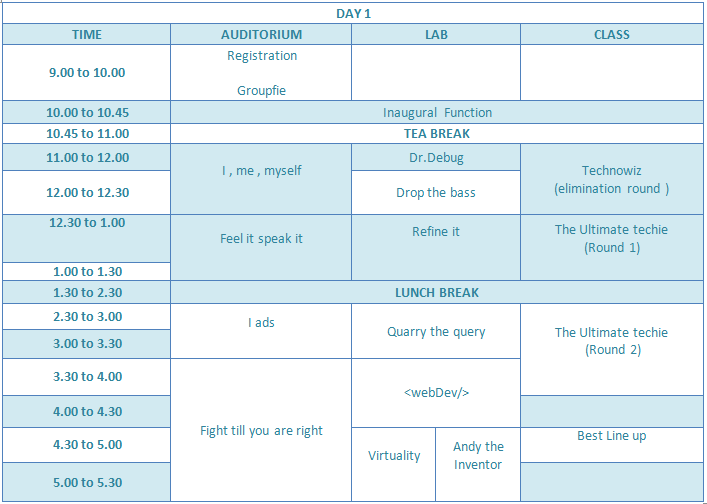 DAY 1
TIME AUDITORIUM LAB CLASS
9.00 to 10.00
Registration
Groupfie
10.00 to 10.45 Inaugural Function
10.45 to 11.00 TEA BREAK
11.00 to 12.00
I , me , myself
Dr.Debug
Technowiz
(elimination round )
12.00 to 12.30
Drop the bass
12.30 to 1.00
Feel it speak it
Refine it
The Ultimate techie
(Round 1)
1.00 to 1.30
1.30 to 2.30 LUNCH BREAK
2.30 to 3.00
I ads
Quarry the query
The Ultimate techie
(Round 2)
3.00 to 3.30
3.30 to 4.00
Fight till you are right
<webDev/>
4.00 to 4.30
4.30 to 5.00
Virtuality
Andy the
Inventor
Best Line up
5.00 to 5.30